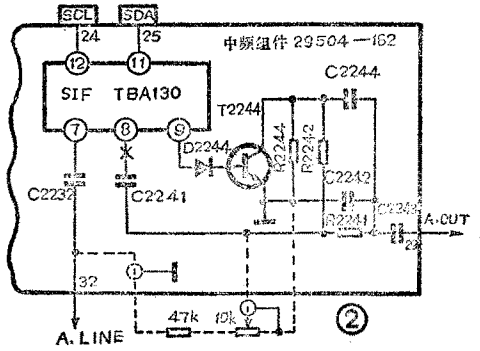 SCL SDA
24 25
中频组件 29504—162
12 11
C2244
SIF TBA130
T2244
7 8 9
D2244
R2244
R2242
C2232
C2241
C2242
R2241
A.OUT
32
47k 10k
②
A. LINE